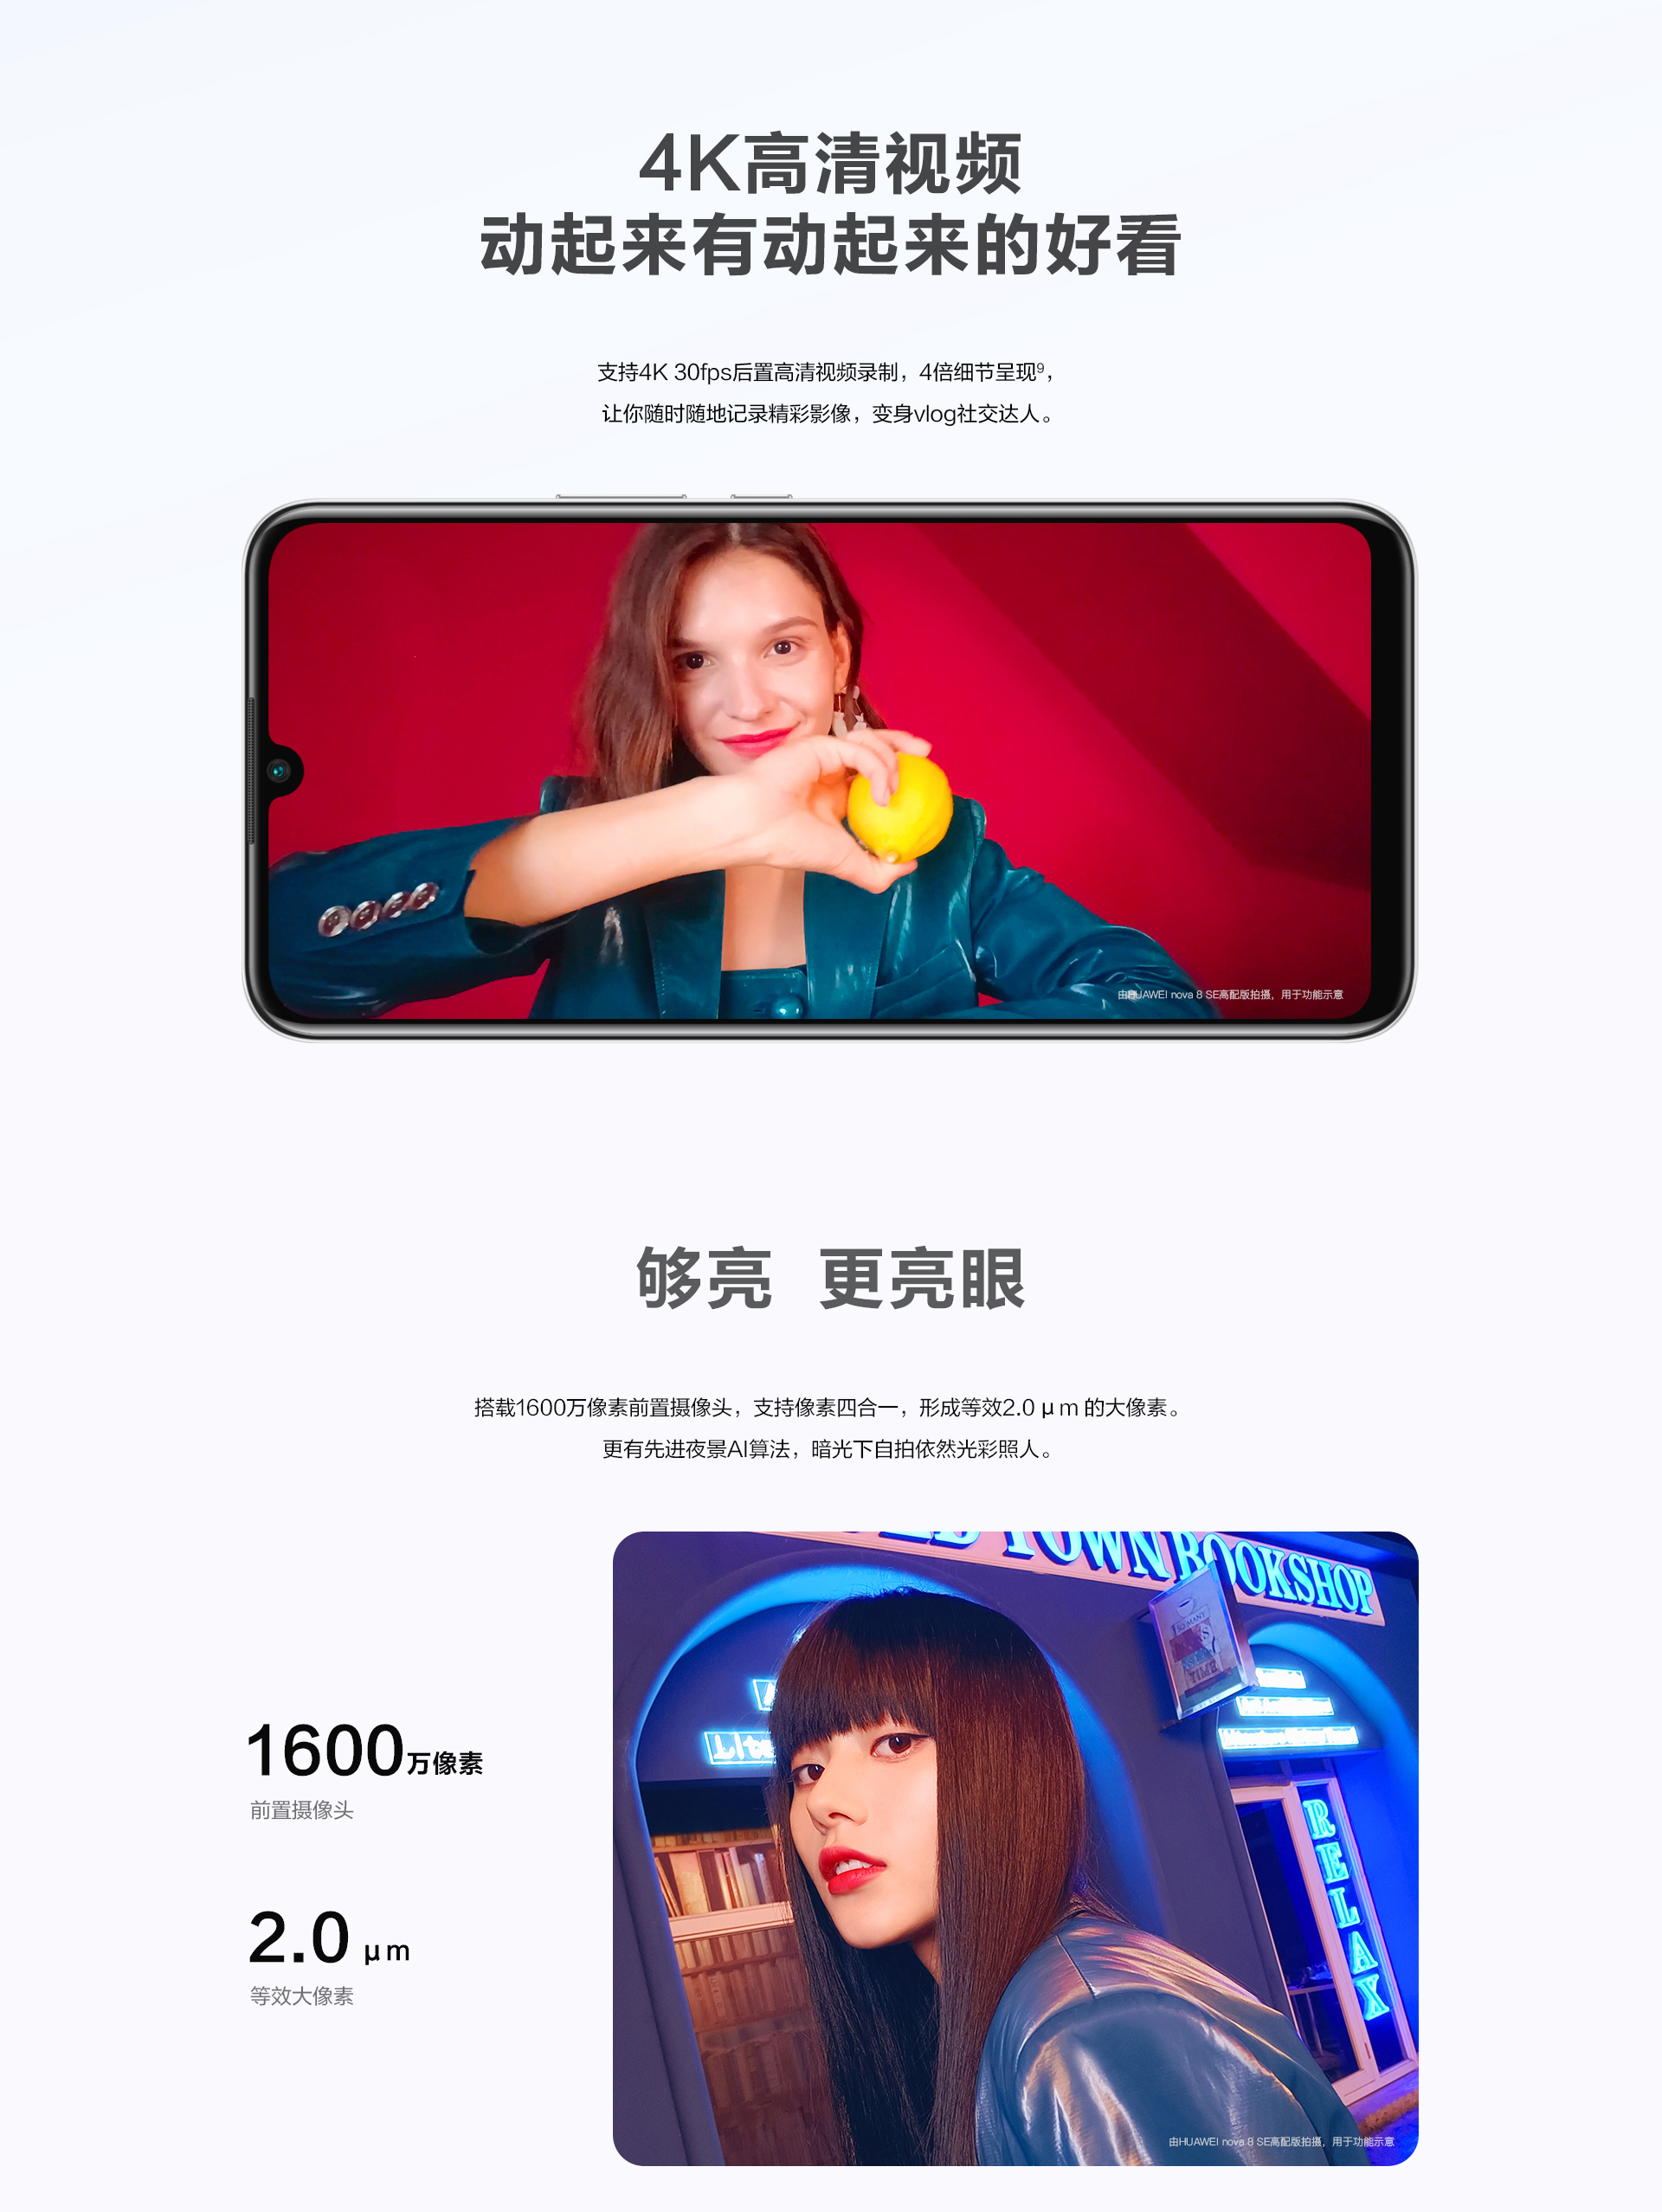 4K高清视频
动起来有动起来的好看
支持4K 30fps后置高清视频录制，4倍细节呈现⁹，
让你随时随地记录精彩影像，变身vlog社交达人。
由HUAWEI nova 8 SE高配版拍摄，用于功能示意
够亮 更亮眼
搭载1600万像素前置摄像头，支持像素四合一，形成等效2.0 μm 的大像素。
更有先进夜景AI算法，暗光下自拍依然光彩照人。
TOWN BOOKSHOP
SO MANY
TIME
1600万像素
前置摄像头
RELAX
2.0 μm
等效大像素
由HUAWEI nova 8 SE高配版拍摄，用于功能示意